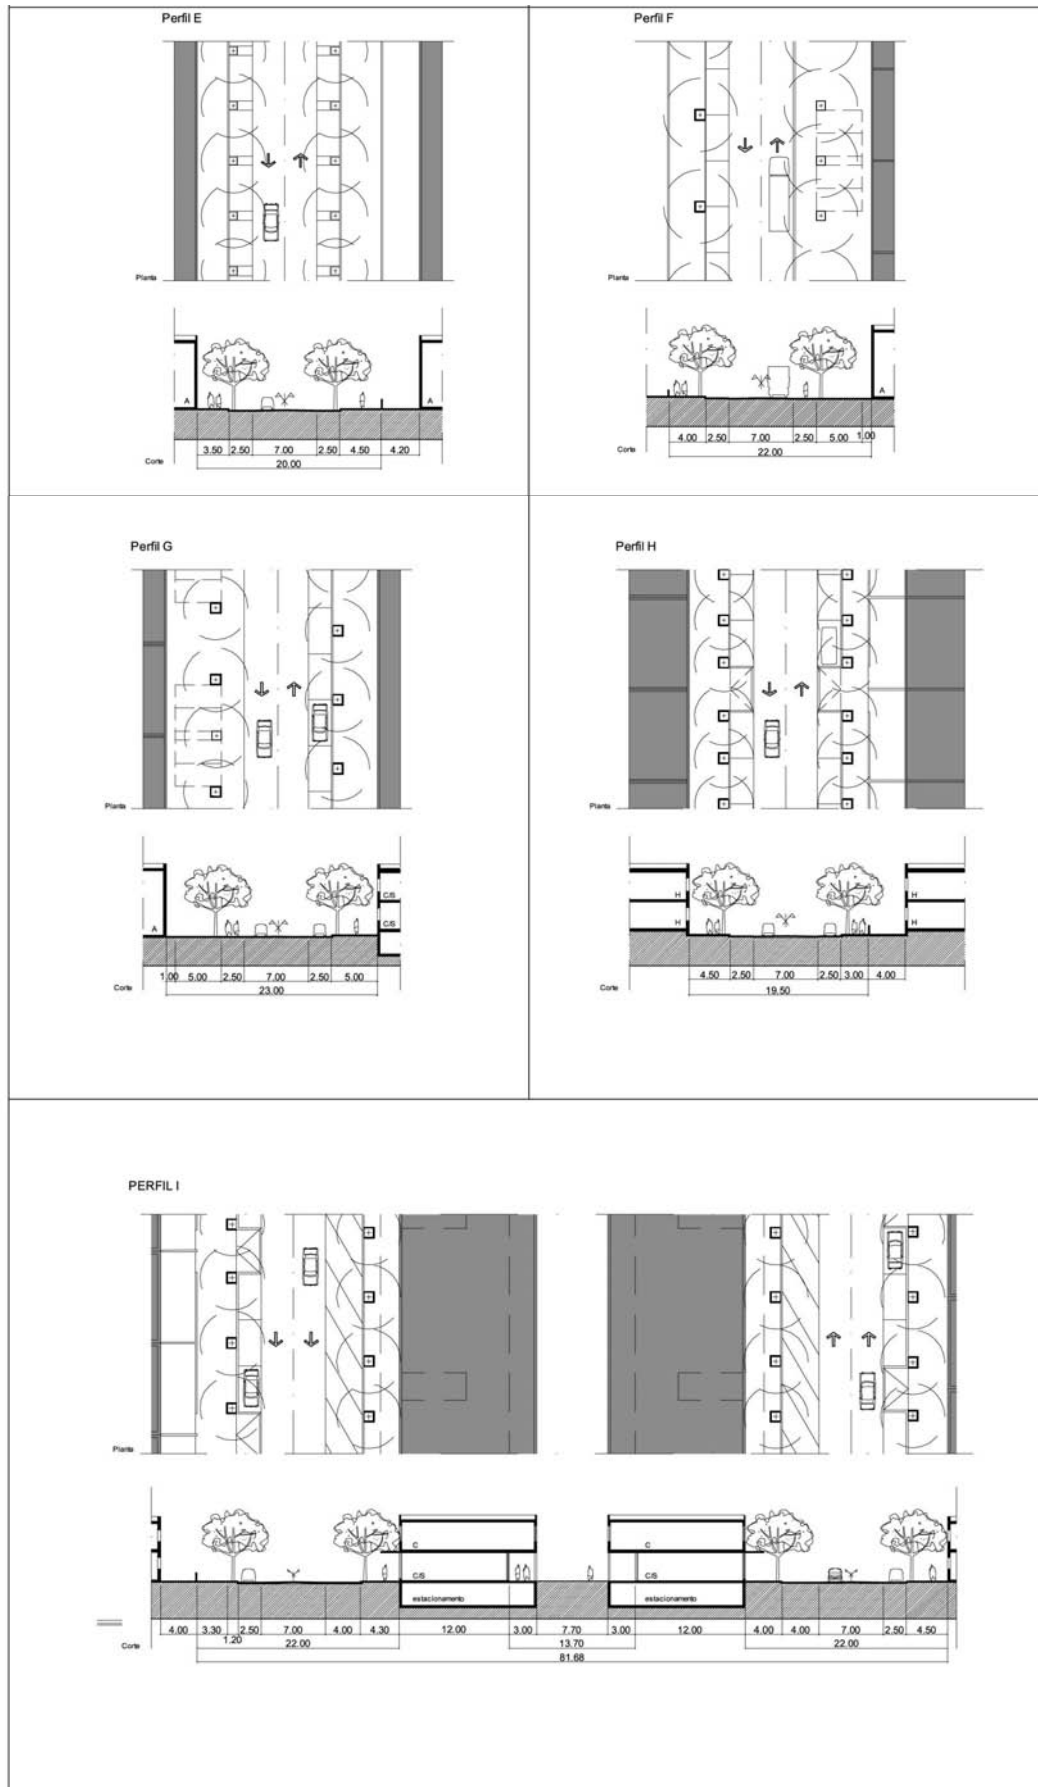 Perfil E
Planta
A
A
3.50 2.50 7.00 2.50 4.50 4.20
Corte
20.00
Perfil F
Planta
A
4.00 2.50 7.00 2.50 5.00 1.00
Corte
22.00
Perfil G
Planta
C/S
A
C/S
1.00 5.00 2.50 7.00 2.50 5.00
Corte
23.00
Perfil H
Planta
H H
H H
4.50 2.50 7.00 2.50 3.00 4.00
Corte
19.50
PERFIL I
Planta
C C
C/S C/S
estacionamento estacionamento
4.00 3.30 2.50 7.00 4.00 4.30 12.00 3.00 7.70 3.00 12.00 4.00 4.00 7.00 2.50 4.50
Corte
1.20 22.00 13.70 22.00
81.68